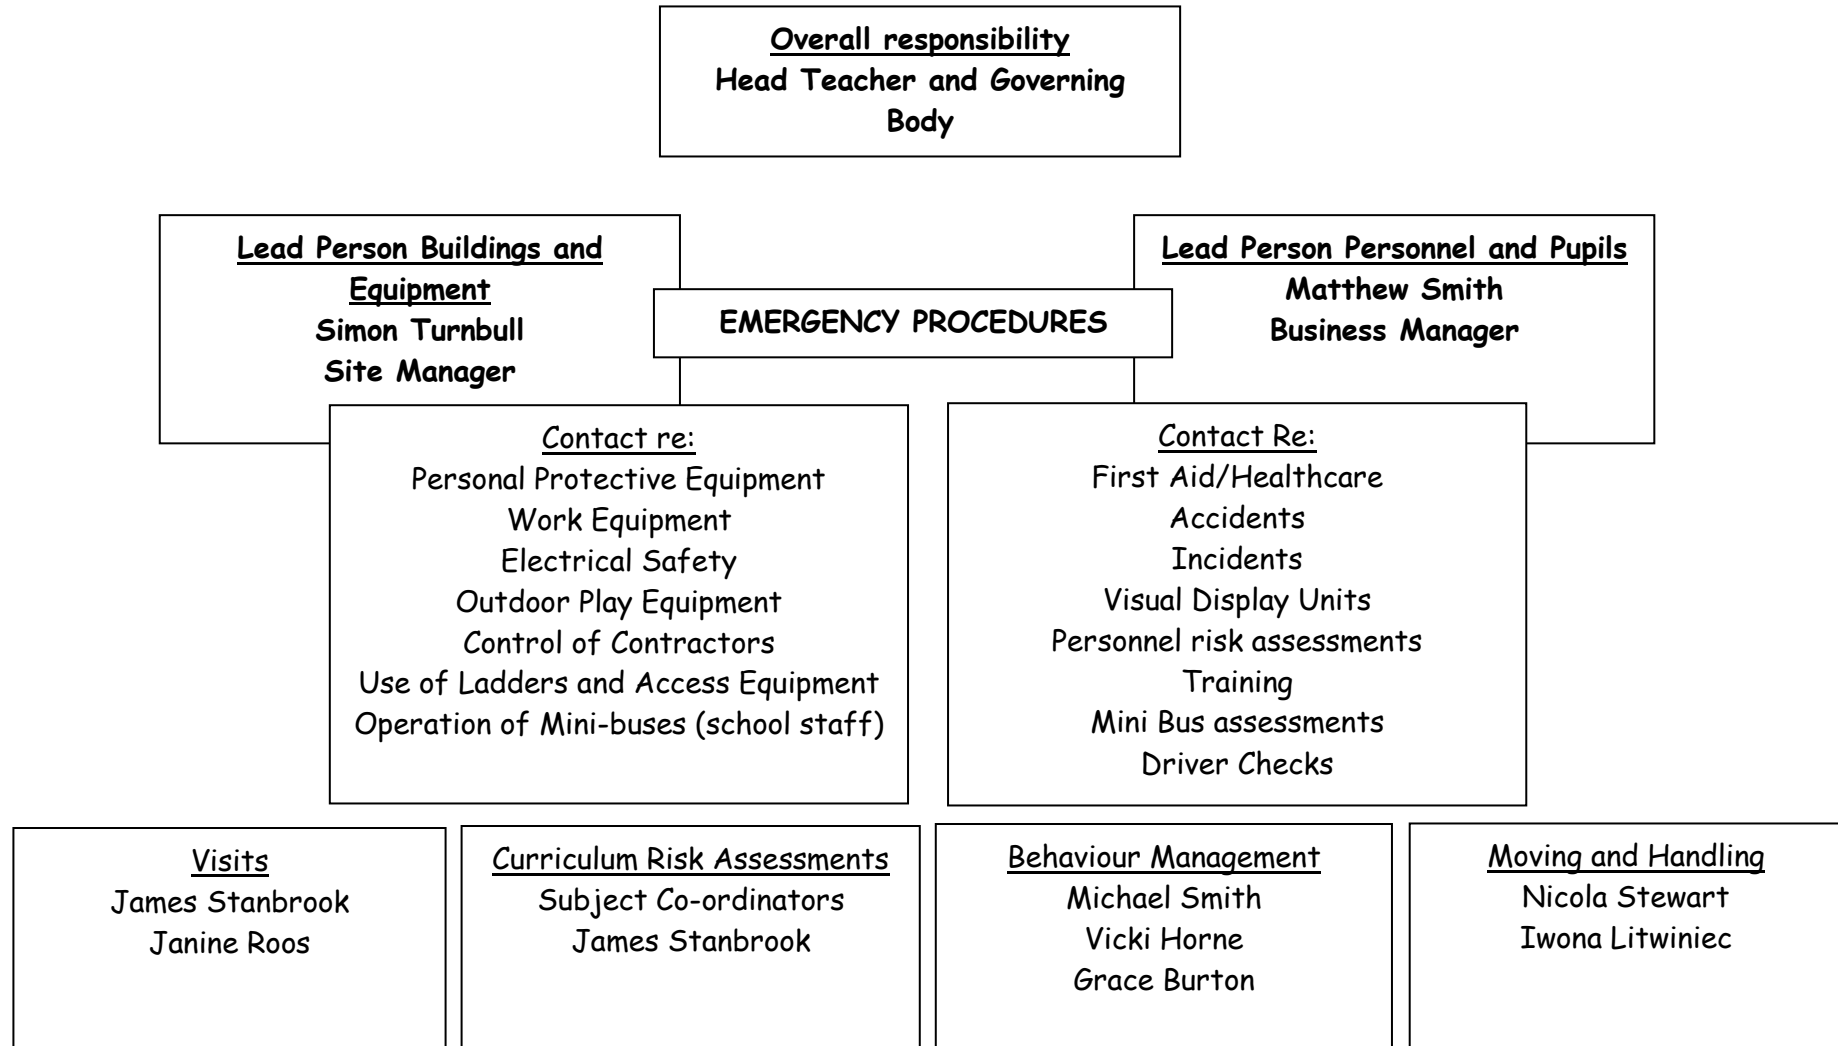 Overall responsibility
Head Teacher and Governing
Body
Lead Person Buildings and
Equipment
Simon Turnbull
Site Manager
EMERGENCY PROCEDURES
Lead Person Personnel and Pupils
Matthew Smith
Business Manager
Contact re:
Personal Protective Equipment
Work Equipment
Electrical Safety
Outdoor Play Equipment
Control of Contractors
Use of Ladders and Access Equipment
Operation of Mini-buses (school staff)
Contact Re:
First Aid/Healthcare
Accidents
Incidents
Visual Display Units
Personnel risk assessments
Training
Mini Bus assessments
Driver Checks
Visits
James Stanbrook
Janine Roos
Curriculum Risk Assessments
Subject Co-ordinators
James Stanbrook
Behaviour Management
Michael Smith
Vicki Horne
Grace Burton
Moving and Handling
Nicola Stewart
Iwona Litwiniec